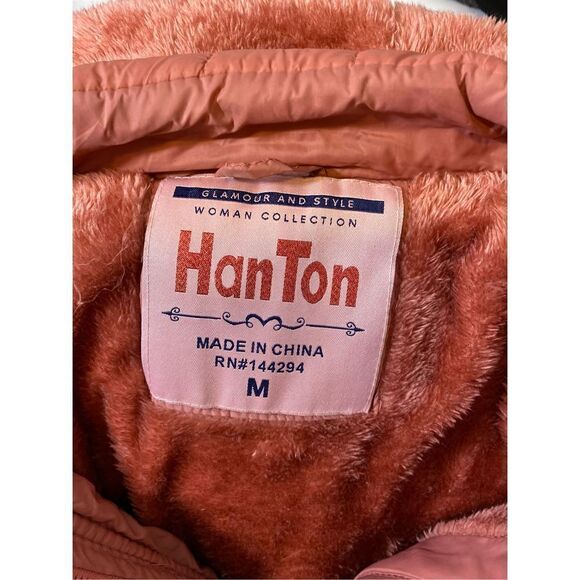 GLAMOUR AND STYLE
WOMAN COLLECTION
HanTon
MADE IN CHINA
RN#144294
M